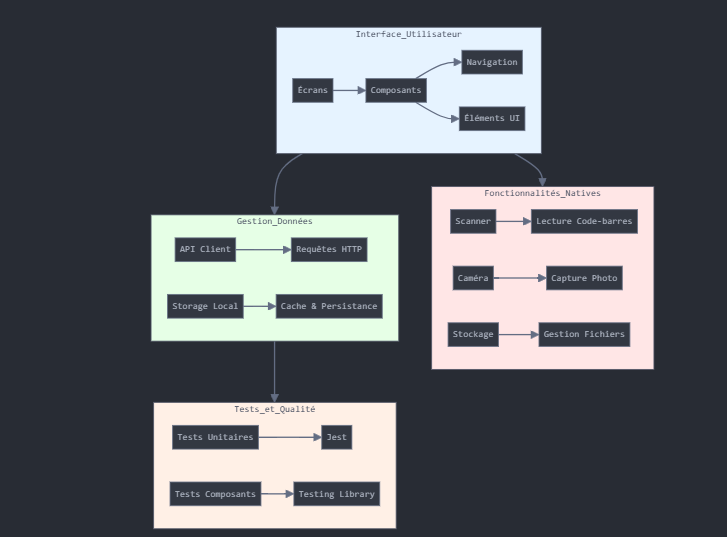 Interface_Utilisateur
Navigation
Écrans
Composants
Éléments UI
Fonctionnalités_Natives
Scanner
Lecture Code-barres
Caméra
Capture Photo
Stockage
Gestion Fichiers
Gestion_Données
API Client
Requêtes HTTP
Storage Local
Cache & Persistance
Tests_et_Qualité
Tests Unitaires
Jest
Tests Composants
Testing Library